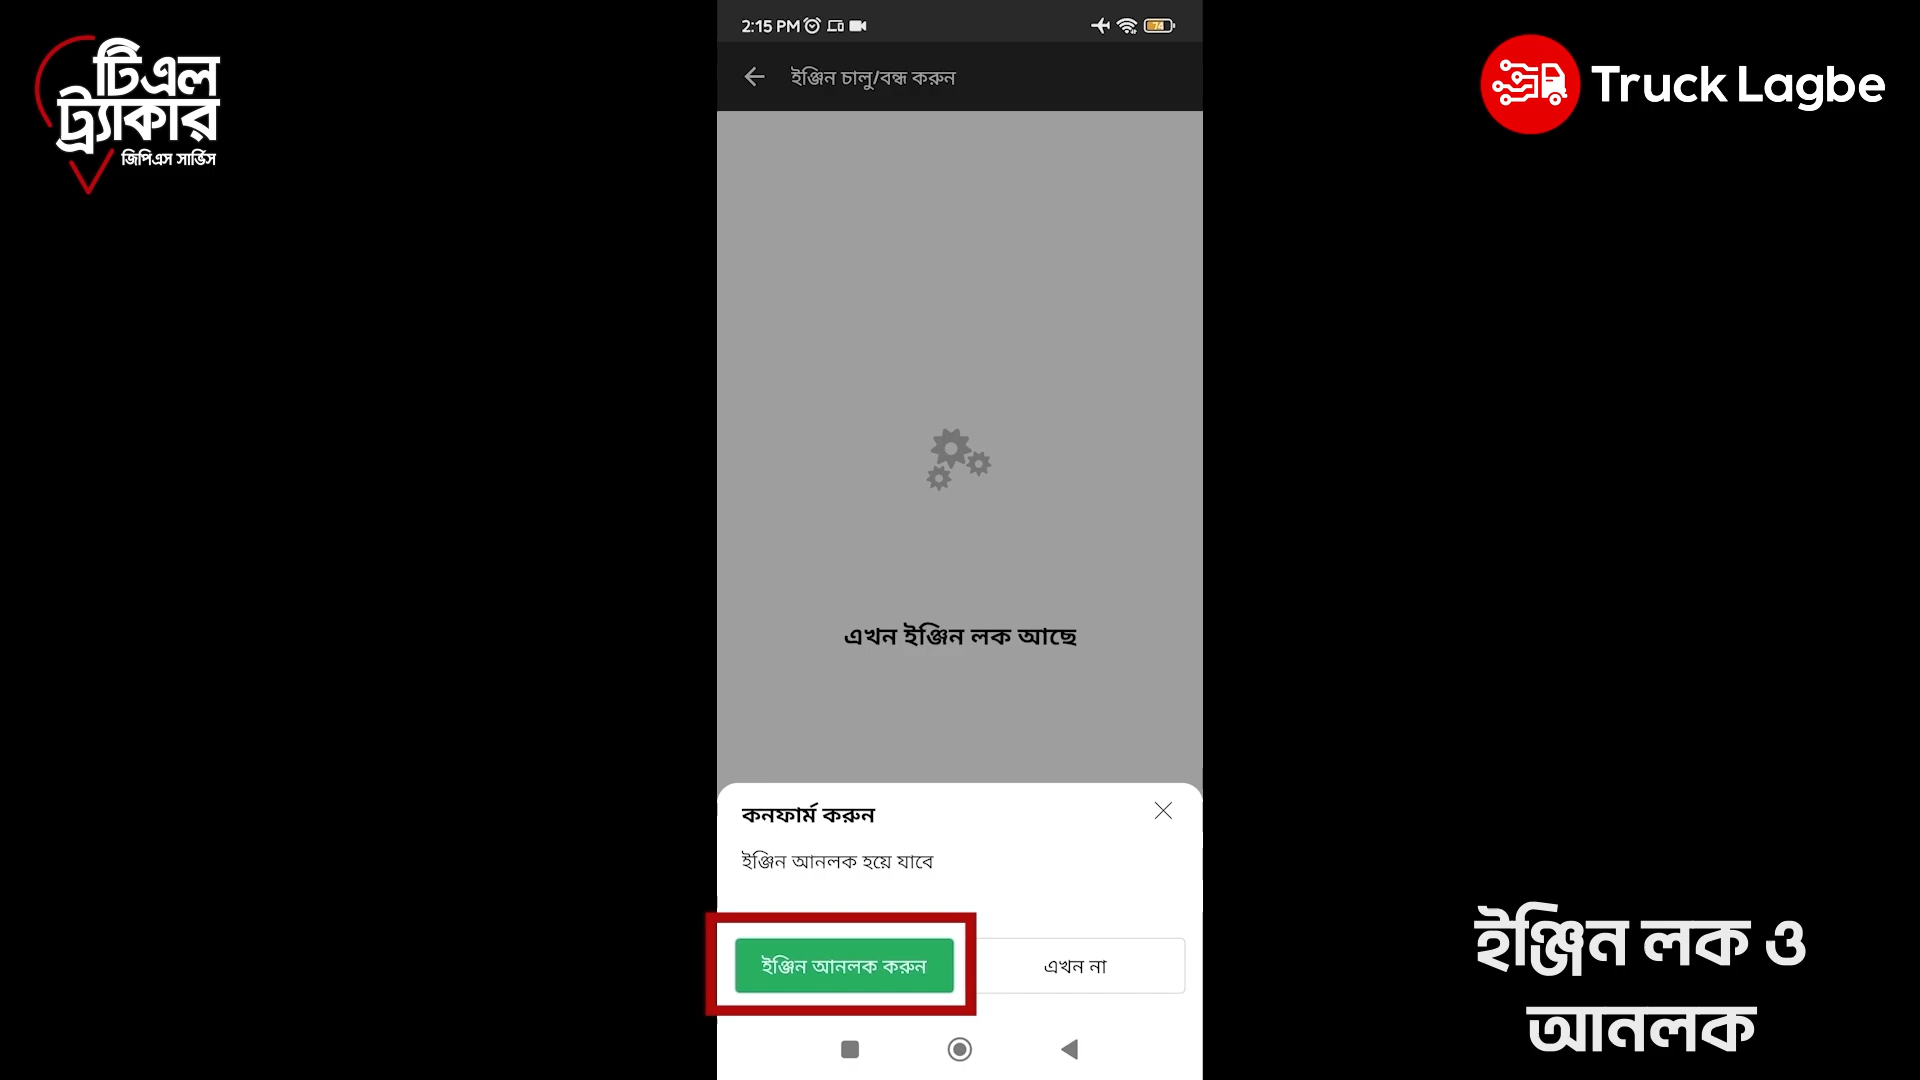 টিএল
ট্র্যাকার
জিপিএস সার্ভিস
2:15 PM
74
ইঞ্জিন চালু/বন্ধ করুন
Truck Lagbe
এখন ইঞ্জিন লক আছে
কনফার্ম করুন
ইঞ্জিন আনলক হয়ে যাবে
ইঞ্জিন আনলক করুন
এখন না
ইঞ্জিন লক ও
আনলক